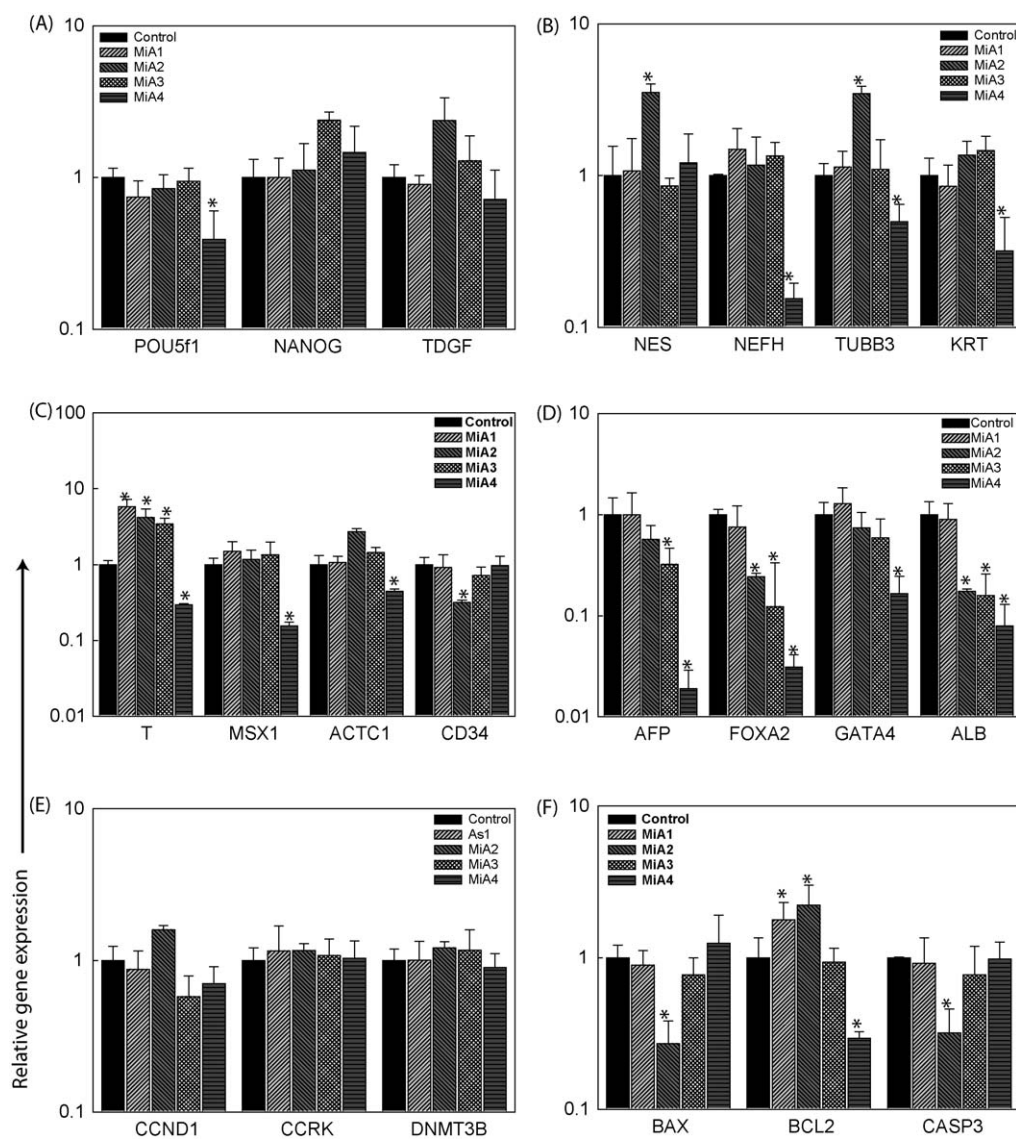 (A)
10
Control
MiA1
MiA2
MiA3
MiA4
1
*
0.1
POU5f1 NANOG TDGF
(B)
10
Control
MiA1
MiA2
MiA3
MiA4
* *
1
* * *
0.1
NES NEFH TUBB3 KRT
(C)
100
Control
MiA1
MiA2
MiA3
MiA4
10
* * *
1
* * * *
0.1
0.01
T MSX1 ACTC1 CD34
(D)
10
Control
MiA1
MiA2
MiA3
MiA4
1
* * * * * * * * *
0.1
0.01
AFP FOXA2 GATA4 ALB
Relative gene expression
(E)
10
Control
As1
MiA2
MiA3
MiA4
1
0.1
CCND1 CCRK DNMT3B
(F)
10
Control
MiA1
MiA2
MiA3
MiA4
* *
1
* * *
0.1
BAX BCL2 CASP3